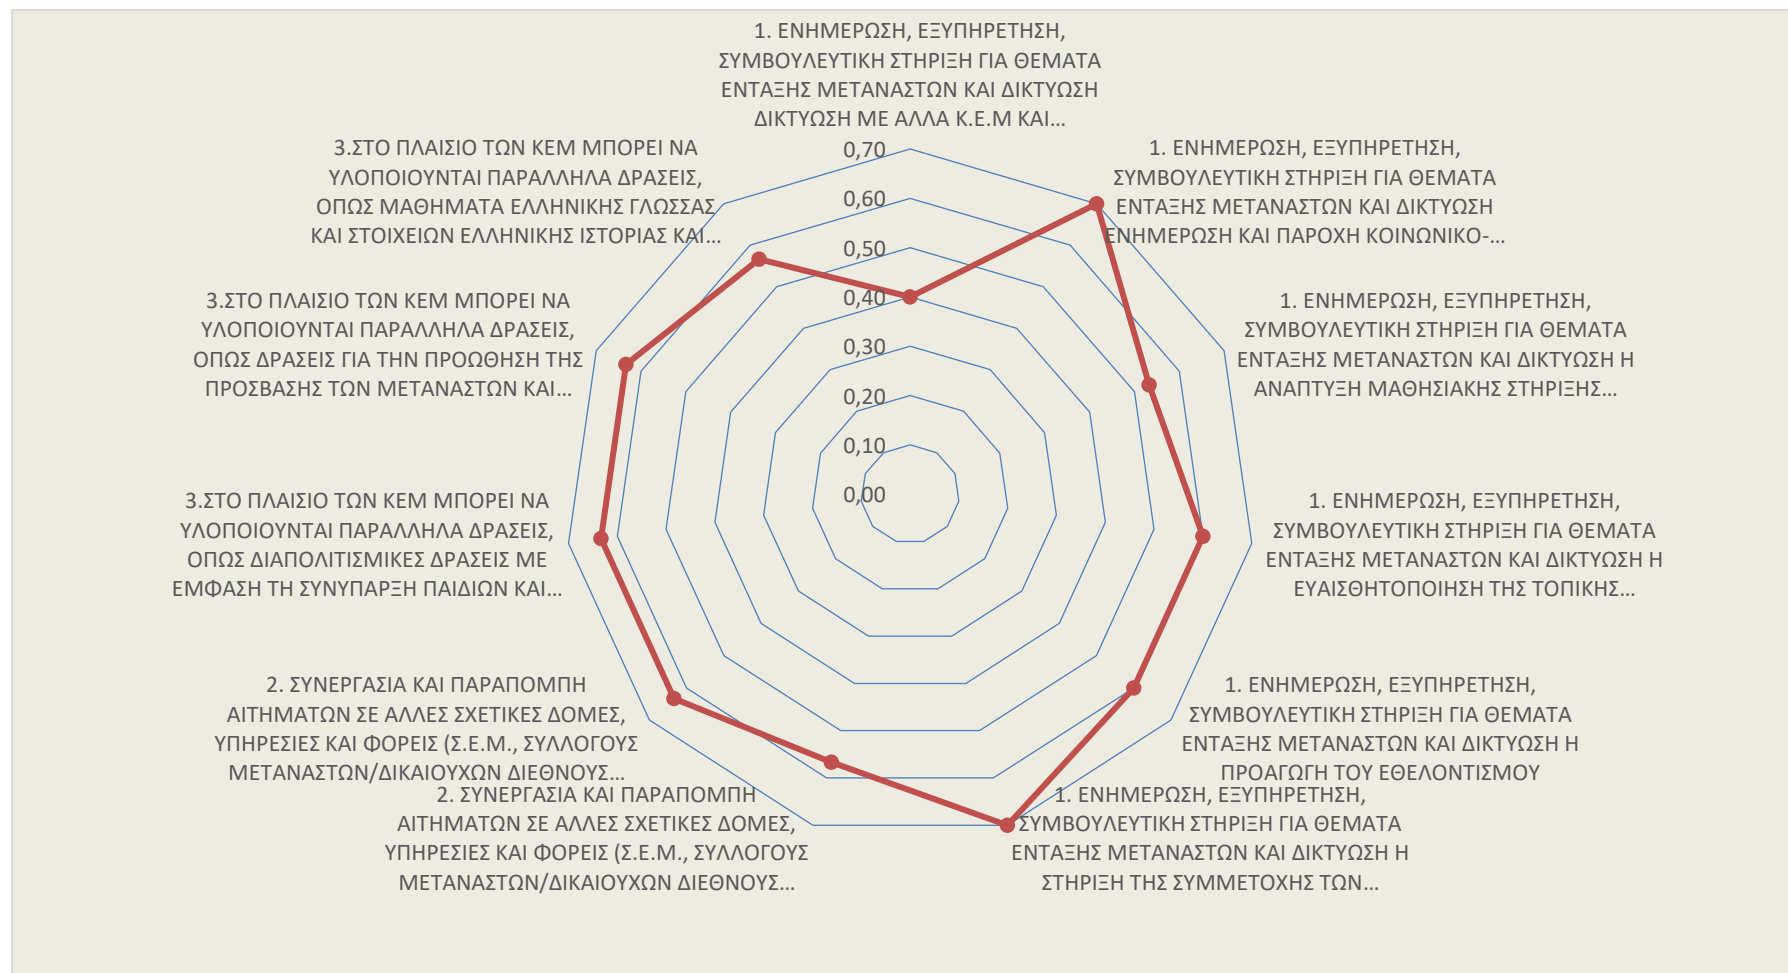 1. ΕΝΗΜΕΡΩΣΗ, ΕΞΥΠΗΡΕΤΗΣΗ,
ΣΥΜΒΟΥΛΕΥΤΙΚΗ ΣΤΗΡΙΞΗ ΓΙΑ ΘΕΜΑΤΑ
ΕΝΤΑΞΗΣ ΜΕΤΑΝΑΣΤΩΝ ΚΑΙ ΔΙΚΤΥΩΣΗ
ΔΙΚΤΥΩΣΗ ΜΕ ΑΛΛΑ Κ.Ε.Μ ΚΑΙ...
1. ΕΝΗΜΕΡΩΣΗ, ΕΞΥΠΗΡΕΤΗΣΗ,
ΣΥΜΒΟΥΛΕΥΤΙΚΗ ΣΤΗΡΙΞΗ ΓΙΑ ΘΕΜΑΤΑ
ΕΝΤΑΞΗΣ ΜΕΤΑΝΑΣΤΩΝ ΚΑΙ ΔΙΚΤΥΩΣΗ
ΕΝΗΜΕΡΩΣΗ ΚΑΙ ΠΑΡΟΧΗ ΚΟΙΝΩΝΙΚΟ-...
1. ΕΝΗΜΕΡΩΣΗ, ΕΞΥΠΗΡΕΤΗΣΗ,
ΣΥΜΒΟΥΛΕΥΤΙΚΗ ΣΤΗΡΙΞΗ ΓΙΑ ΘΕΜΑΤΑ
ΕΝΤΑΞΗΣ ΜΕΤΑΝΑΣΤΩΝ ΚΑΙ ΔΙΚΤΥΩΣΗ Η
ΑΝΑΠΤΥΞΗ ΜΑΘΗΣΙΑΚΗΣ ΣΤΗΡΙΞΗΣ...
1. ΕΝΗΜΕΡΩΣΗ, ΕΞΥΠΗΡΕΤΗΣΗ,
ΣΥΜΒΟΥΛΕΥΤΙΚΗ ΣΤΗΡΙΞΗ ΓΙΑ ΘΕΜΑΤΑ
ΕΝΤΑΞΗΣ ΜΕΤΑΝΑΣΤΩΝ ΚΑΙ ΔΙΚΤΥΩΣΗ Η
ΕΥΑΙΣΘΗΤΟΠΟΙΗΣΗ ΤΗΣ ΤΟΠΙΚΗΣ...
1. ΕΝΗΜΕΡΩΣΗ, ΕΞΥΠΗΡΕΤΗΣΗ,
ΣΥΜΒΟΥΛΕΥΤΙΚΗ ΣΤΗΡΙΞΗ ΓΙΑ ΘΕΜΑΤΑ
ΕΝΤΑΞΗΣ ΜΕΤΑΝΑΣΤΩΝ ΚΑΙ ΔΙΚΤΥΩΣΗ Η
ΠΡΟΑΓΩΓΗ ΤΟΥ ΕΘΕΛΟΝΤΙΣΜΟΥ
1. ΕΝΗΜΕΡΩΣΗ, ΕΞΥΠΗΡΕΤΗΣΗ,
ΣΥΜΒΟΥΛΕΥΤΙΚΗ ΣΤΗΡΙΞΗ ΓΙΑ ΘΕΜΑΤΑ
ΕΝΤΑΞΗΣ ΜΕΤΑΝΑΣΤΩΝ ΚΑΙ ΔΙΚΤΥΩΣΗ Η
ΣΤΗΡΙΞΗ ΤΗΣ ΣΥΜΜΕΤΟΧΗΣ ΤΩΝ...
2. ΣΥΝΕΡΓΑΣΙΑ ΚΑΙ ΠΑΡΑΠΟΜΠΗ
ΑΙΤΗΜΑΤΩΝ ΣΕ ΑΛΛΕΣ ΣΧΕΤΙΚΕΣ ΔΟΜΕΣ,
ΥΠΗΡΕΣΙΕΣ ΚΑΙ ΦΟΡΕΙΣ (Σ.Ε.Μ., ΣΥΛΛΟΓΟΥΣ
ΜΕΤΑΝΑΣΤΩΝ/ΔΙΚΑΙΟΥΧΩΝ ΔΙΕΘΝΟΥΣ...
2. ΣΥΝΕΡΓΑΣΙΑ ΚΑΙ ΠΑΡΑΠΟΜΠΗ
ΑΙΤΗΜΑΤΩΝ ΣΕ ΑΛΛΕΣ ΣΧΕΤΙΚΕΣ ΔΟΜΕΣ,
ΥΠΗΡΕΣΙΕΣ ΚΑΙ ΦΟΡΕΙΣ (Σ.Ε.Μ., ΣΥΛΛΟΓΟΥΣ
ΜΕΤΑΝΑΣΤΩΝ/ΔΙΚΑΙΟΥΧΩΝ ΔΙΕΘΝΟΥΣ...
3.ΣΤΟ ΠΛΑΙΣΙΟ ΤΩΝ ΚΕΜ ΜΠΟΡΕΙ ΝΑ
ΥΛΟΠΟΙΟΥΝΤΑΙ ΠΑΡΑΛΛΗΛΑ ΔΡΑΣΕΙΣ,
ΟΠΩΣ ΔΙΑΠΟΛΙΤΙΣΜΙΚΕΣ ΔΡΑΣΕΙΣ ΜΕ
ΕΜΦΑΣΗ ΤΗ ΣΥΝΥΠΑΡΞΗ ΠΑΙΔΙΩΝ ΚΑΙ...
3.ΣΤΟ ΠΛΑΙΣΙΟ ΤΩΝ ΚΕΜ ΜΠΟΡΕΙ ΝΑ
ΥΛΟΠΟΙΟΥΝΤΑΙ ΠΑΡΑΛΛΗΛΑ ΔΡΑΣΕΙΣ,
ΟΠΩΣ ΔΡΑΣΕΙΣ ΓΙΑ ΤΗΝ ΠΡΟΩΘΗΣΗ ΤΗΣ
ΠΡΟΣΒΑΣΗΣ ΤΩΝ ΜΕΤΑΝΑΣΤΩΝ ΚΑΙ...
3.ΣΤΟ ΠΛΑΙΣΙΟ ΤΩΝ ΚΕΜ ΜΠΟΡΕΙ ΝΑ
ΥΛΟΠΟΙΟΥΝΤΑΙ ΠΑΡΑΛΛΗΛΑ ΔΡΑΣΕΙΣ,
ΟΠΩΣ ΜΑΘΗΜΑΤΑ ΕΛΛΗΝΙΚΗΣ ΓΛΩΣΣΑΣ
ΚΑΙ ΣΤΟΙΧΕΙΩΝ ΕΛΛΗΝΙΚΗΣ ΙΣΤΟΡΙΑΣ ΚΑΙ...
0,70
0,60
0,50
0,40
0,30
0,20
0,10
0,00